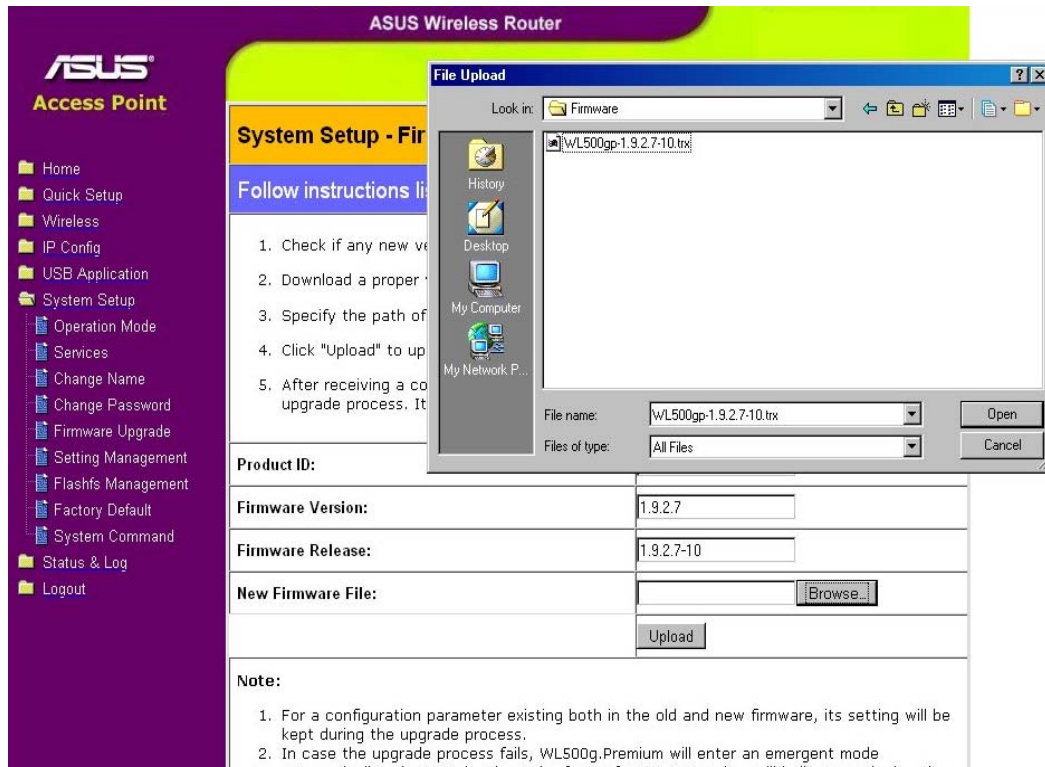 ASUS Wireless Router
ASUS
Access Point
Home
Quick Setup
Wireless
IP Config
USB Application
System Setup
Operation Mode
Services
Change Name
Change Password
Firmware Upgrade
Setting Management
Flashfs Management
Factory Default
System Command
Status & Log
Logout
System Setup - Fir
Follow instructions li
1. Check if any new ve
2. Download a proper
3. Specify the path of
4. Click "Upload" to up
5. After receiving a co
upgrade process. It
File Upload
Look in: Firmware
WL500gp-1.9.2.7-10.trx
History
Desktop
My Computer
My Network P...
File name: WL500gp-1.9.2.7-10.trx Open
Files of type: All Files Cancel
Product ID:
Firmware Version: 1.9.2.7
Firmware Release: 1.9.2.7-10
New Firmware File: Browse...
Upload
Note:
1. For a configuration parameter existing both in the old and new firmware, its setting will be
kept during the upgrade process.
2. In case the upgrade process fails, WL500g.Premium will enter an emergent mode